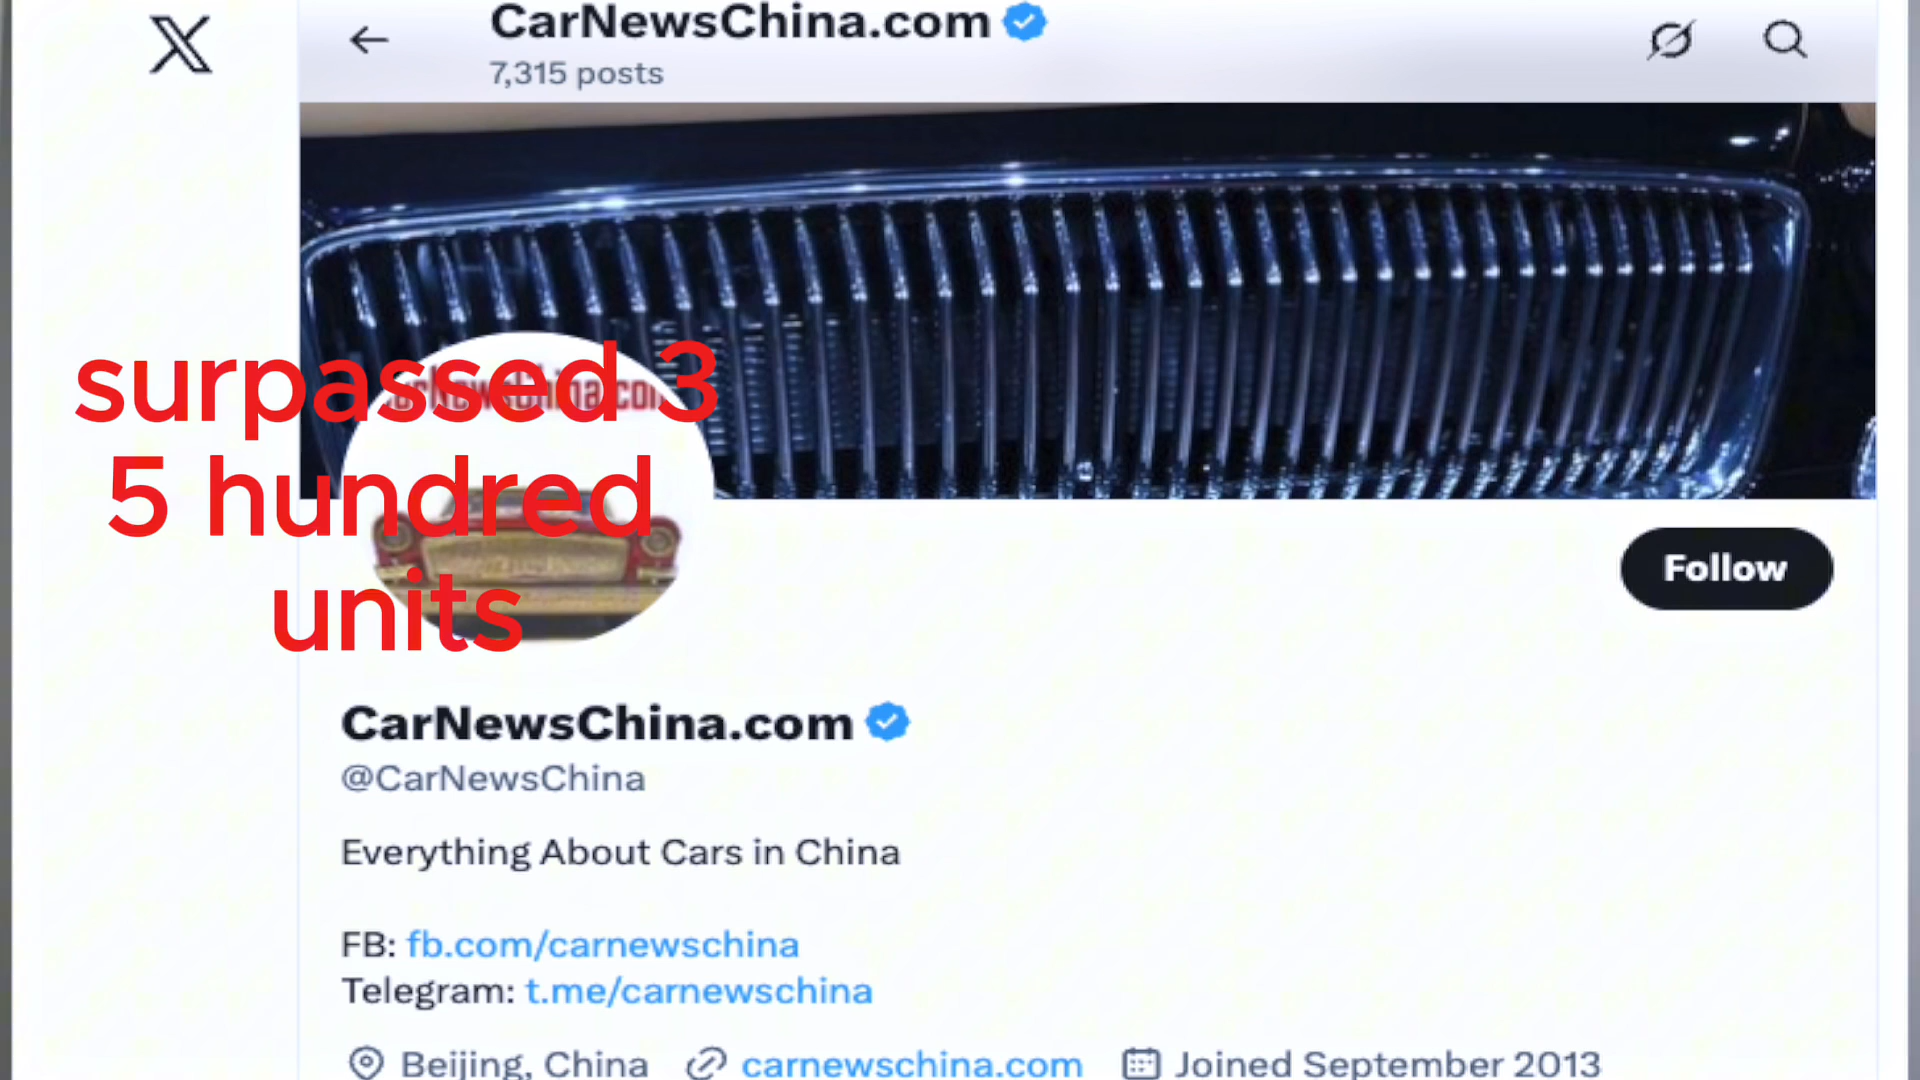 CarNewsChina.com
7,315 posts
surpassed 3
5 hundred
units
Follow
CarNewsChina.com
@CarNewsChina
Everything About Cars in China
FB: fb.com/carnewschina
Telegram: t.me/carnewschina
Beijing, China carnewschina.com Joined September 2013